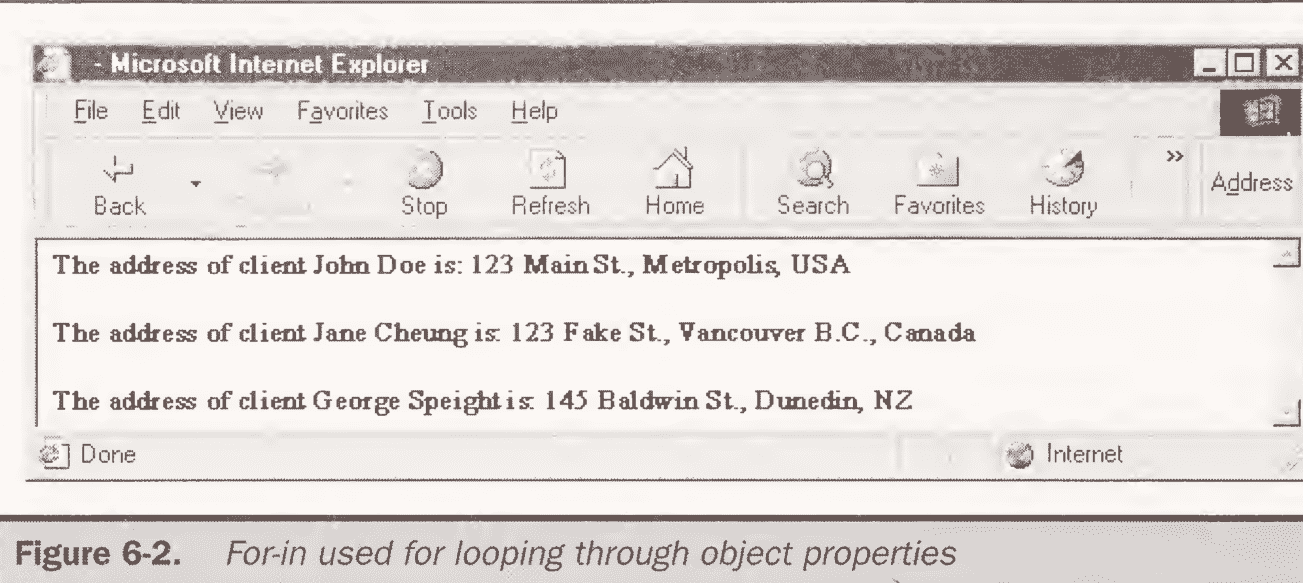 - Microsoft Internet Explorer
File Edit View Favorites Tools Help
Back Stop Refresh Home Search Favorites History » Address
The address of client John Doe is: 123 Main St., Metropolis, USA
The address of client Jane Cheung is: 123 Fake St., Vancouver B.C., Canada
The address of client George Speight is: 145 Baldwin St., Dunedin, NZ
Done Internet
Figure 6-2. For-in used for looping through object properties